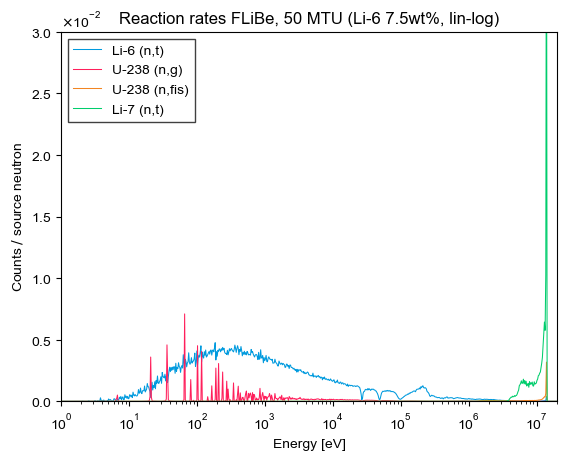 ×10⁻²
Reaction rates FLiBe, 50 MTU (Li-6 7.5wt%, lin-log)
3.0
2.5
2.0
1.5
1.0
0.5
0.0
Counts / source neutron
Li-6 (n,t)
U-238 (n,g)
U-238 (n,fis)
Li-7 (n,t)
10⁰ 10¹ 10² 10³ 10⁴ 10⁵ 10⁶ 10⁷
Energy [eV]